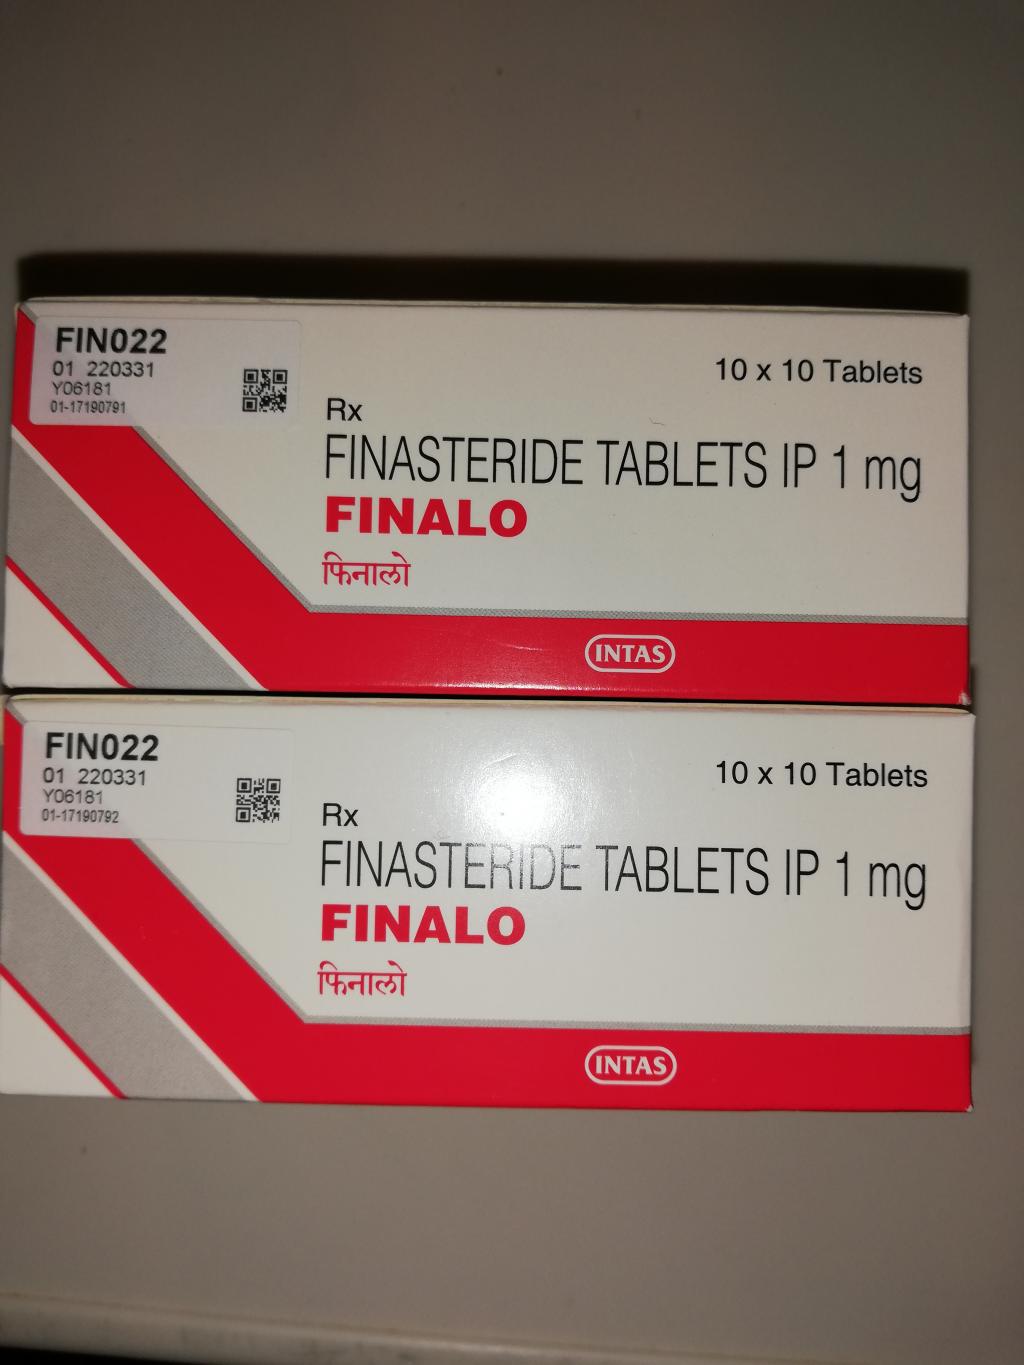 FIN022
01 220331
Y06181
01-17190791
10 x 10 Tablets
Rx
FINASTERIDE TABLETS IP 1 mg
FINALO
फिनालो
INTAS
FIN022
01 220331
Y06181
01-17190792
10 x 10 Tablets
Rx
FINASTERIDE TABLETS IP 1 mg
FINALO
फिनालो
INTAS